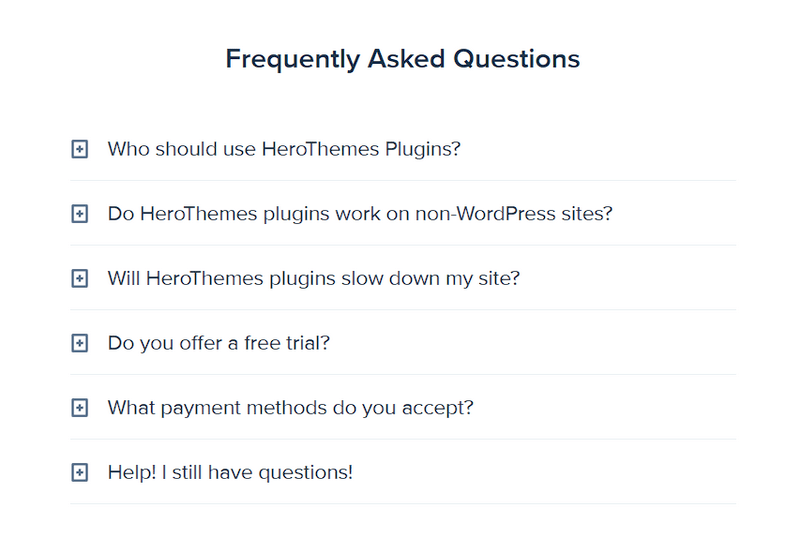 Frequently Asked Questions
Who should use HeroThemes Plugins?
Do HeroThemes plugins work on non-WordPress sites?
Will HeroThemes plugins slow down my site?
Do you offer a free trial?
What payment methods do you accept?
Help! I still have questions!